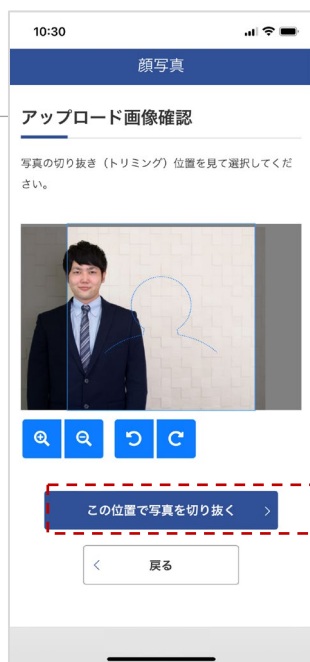 10:30
顔写真
アップロード画像確認
写真の切り抜き（トリミング）位置を見て選択してくだ
さい。
この位置で写真を切り抜く
戻る